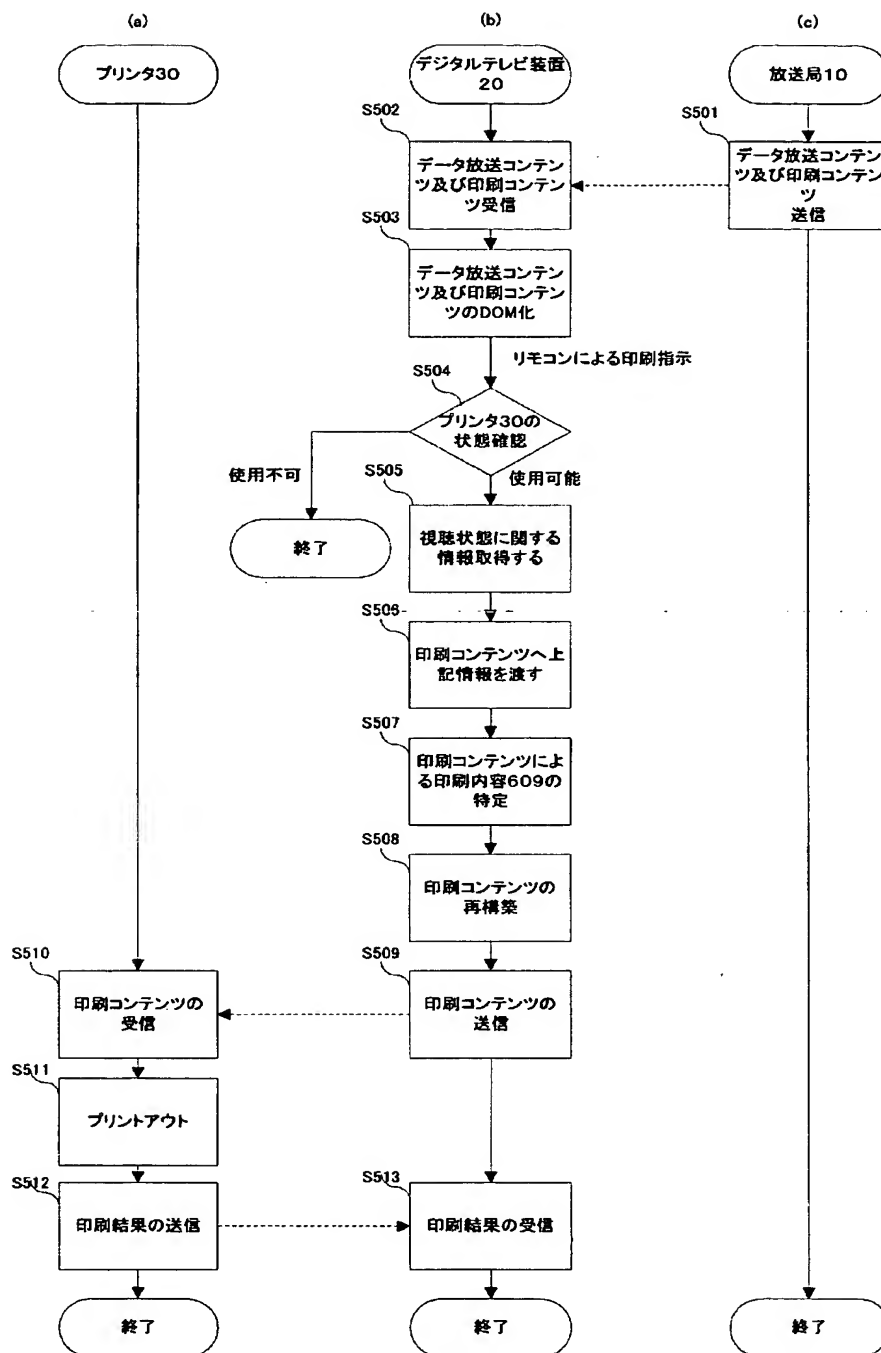 (a)
(b)
(c)
プリンタ30
デジタルテレビ装置
20
放送局10
S501
データ放送コンテン
ツ及び印刷コンテン
ツ
送信
S502
データ放送コンテン
ツ及び印刷コンテン
ツ受信
S503
データ放送コンテン
ツ及び印刷コンテン
ツのDOM化
リモコンによる印刷指示
S504
プリンタ30の
状態確認
使用不可
使用可能
終了
S505
視聴状態に関する
情報取得する
S506
印刷コンテンツへ上
記情報を渡す
S507
印刷コンテンツによ
る印刷内容609の
特定
S508
印刷コンテンツの
再構築
S509
印刷コンテンツの
送信
S510
印刷コンテンツの
受信
S511
プリントアウト
S512
印刷結果の送信
S513
印刷結果の受信
終了
終了
終了